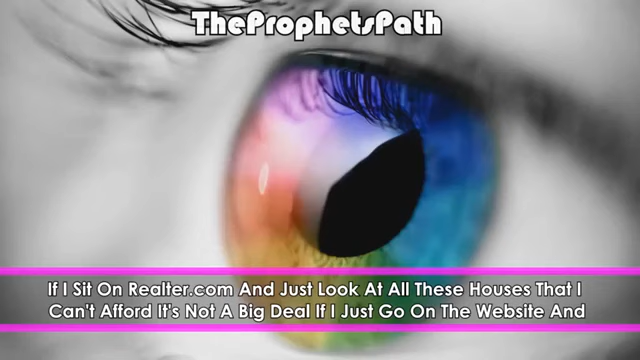 TheProphetsPath
If I Sit On Realter.com And Just Look At All These Houses That I
Can't Afford It's Not A Big Deal If I Just Go On The Website And